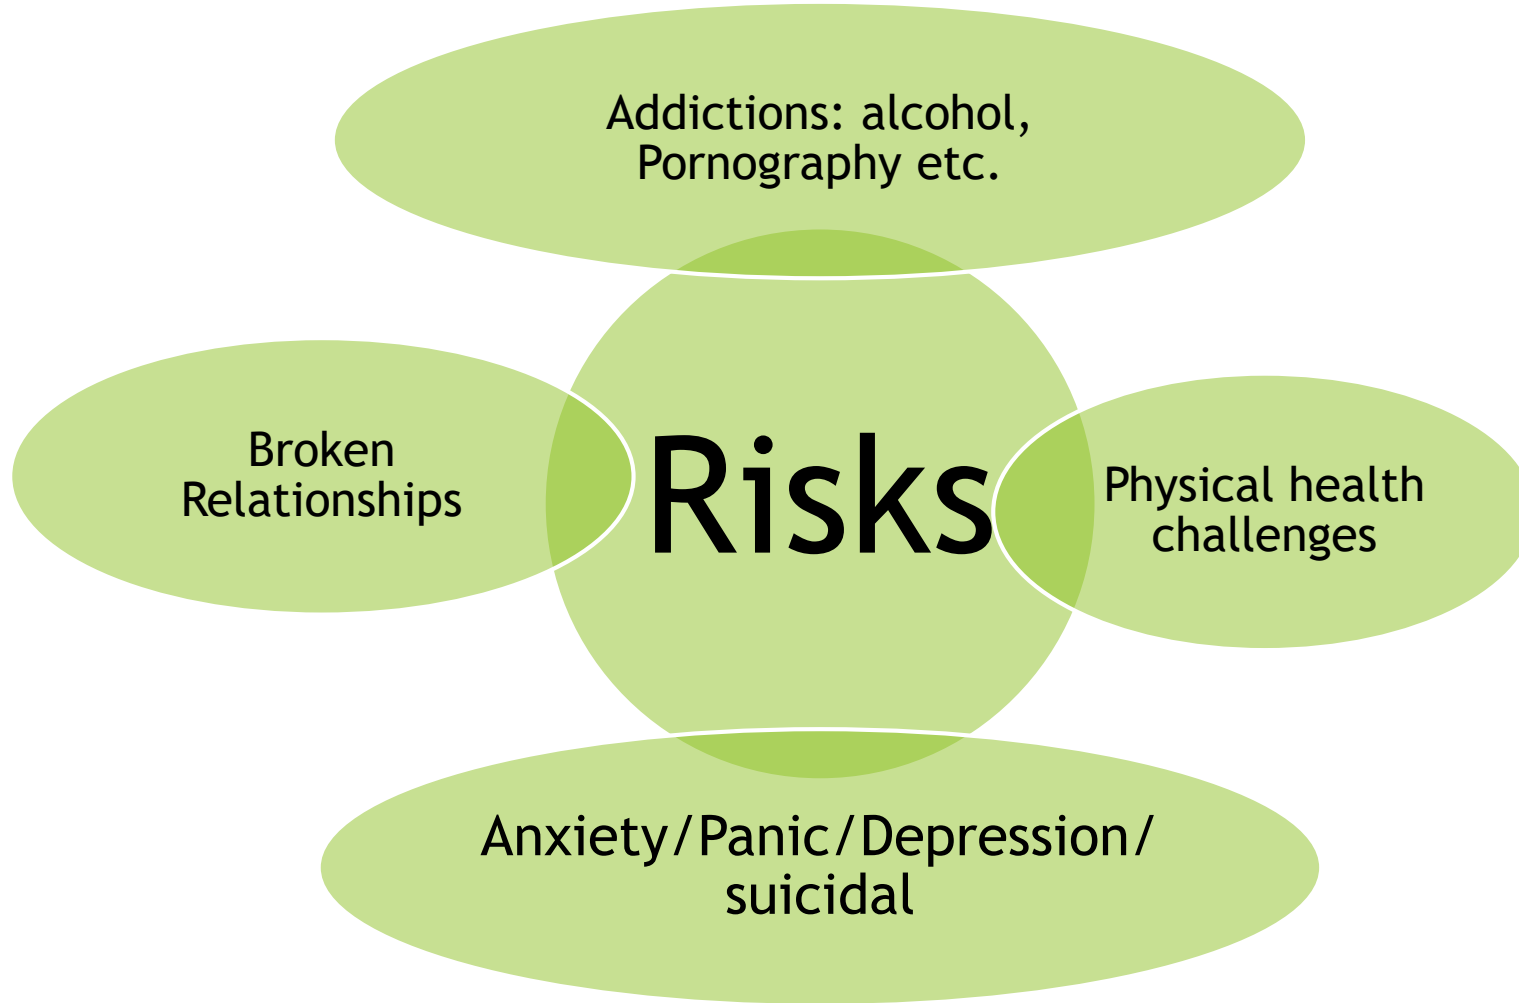 Addictions: alcohol,
Pornography etc.
Broken
Relationships
Risks
Physical health
challenges
Anxiety/Panic/Depression/
suicidal